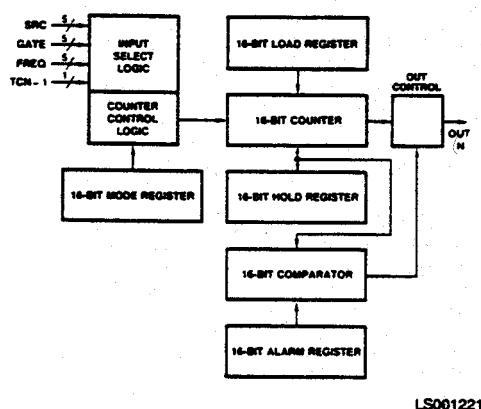 SRC
5
GATE
5
FREQ
5
TCN-1
1
INPUT
SELECT
LOGIC
COUNTER
CONTROL
LOGIC
16-BIT MODE REGISTER
16-BIT LOAD REGISTER
16-BIT COUNTER
16-BIT HOLD REGISTER
16-BIT COMPARATOR
16-BIT ALARM REGISTER
OUT
CONTROL
OUT
N
LS001221